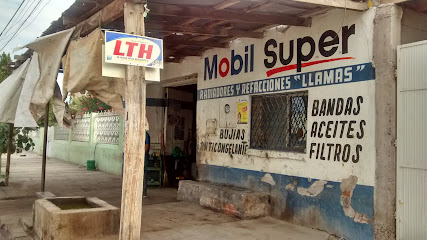 LTH
Mobil Super
RADIADORES Y REFACCIONES "LLAMAS"
BUJIAS
ANTICONGELANTE
BANDAS
ACEITES
FILTROS